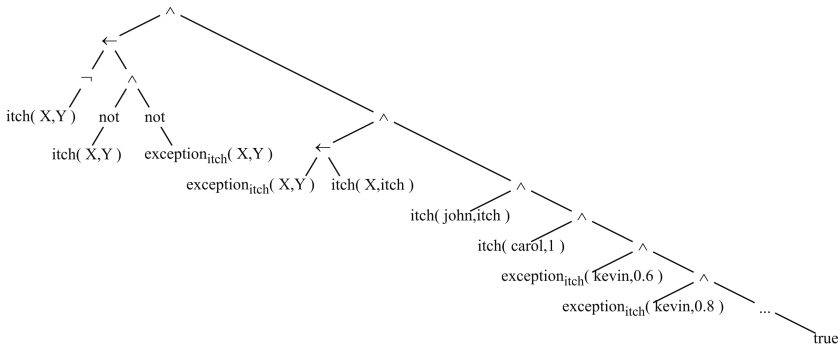 ∧
←
¬ ∧
itch( X,Y ) not not ∧
itch( X,Y ) exception_itch( X,Y ) ←
exception_itch( X,Y ) itch( X,itch ) ∧
itch( john,itch ) ∧
itch( carol,1 ) ∧
exception_itch( kevin,0.6 ) ∧
exception_itch( kevin,0.8 ) ...
true